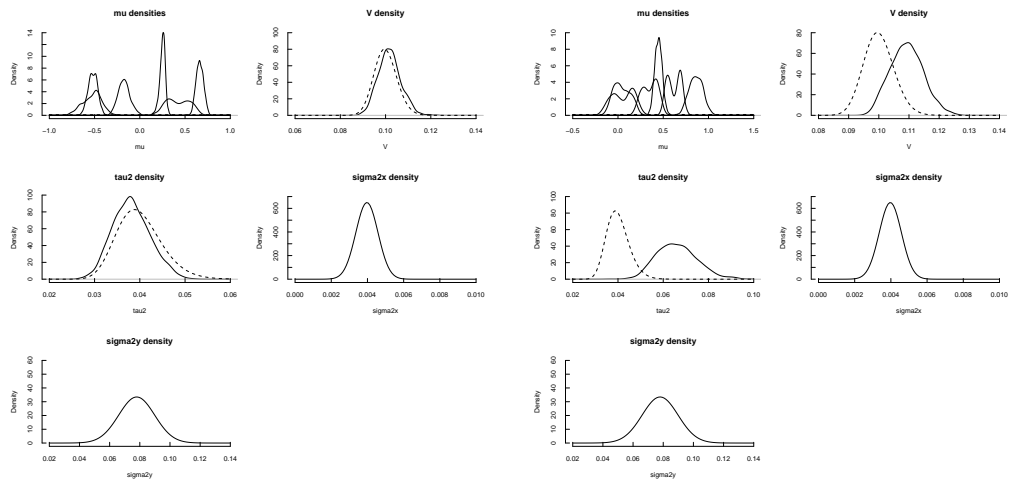 mu densities
Density
0 2 4 6 8 10 14
−1.0 −0.5 0.0 0.5 1.0
mu
V density
Density
0 20 40 60 80 100
0.06 0.08 0.10 0.12 0.14
V
mu densities
Density
0 2 4 6 8 10
−0.5 0.0 0.5 1.0 1.5
mu
V density
Density
0 20 40 60 80
0.08 0.09 0.10 0.11 0.12 0.13 0.14
V
tau2 density
Density
0 20 40 60 80 100
0.02 0.03 0.04 0.05 0.06
tau2
sigma2x density
Density
0 200 400 600
0.000 0.002 0.004 0.006 0.008 0.010
sigma2x
tau2 density
Density
0 20 40 60 80 100
0.02 0.04 0.06 0.08 0.10
tau2
sigma2x density
Density
0 200 400 600
0.000 0.002 0.004 0.006 0.008 0.010
sigma2x
sigma2y density
Density
0 10 20 30 40 50 60
0.02 0.04 0.06 0.08 0.10 0.12 0.14
sigma2y
sigma2y density
Density
0 10 20 30 40 50 60
0.02 0.04 0.06 0.08 0.10 0.12 0.14
sigma2y